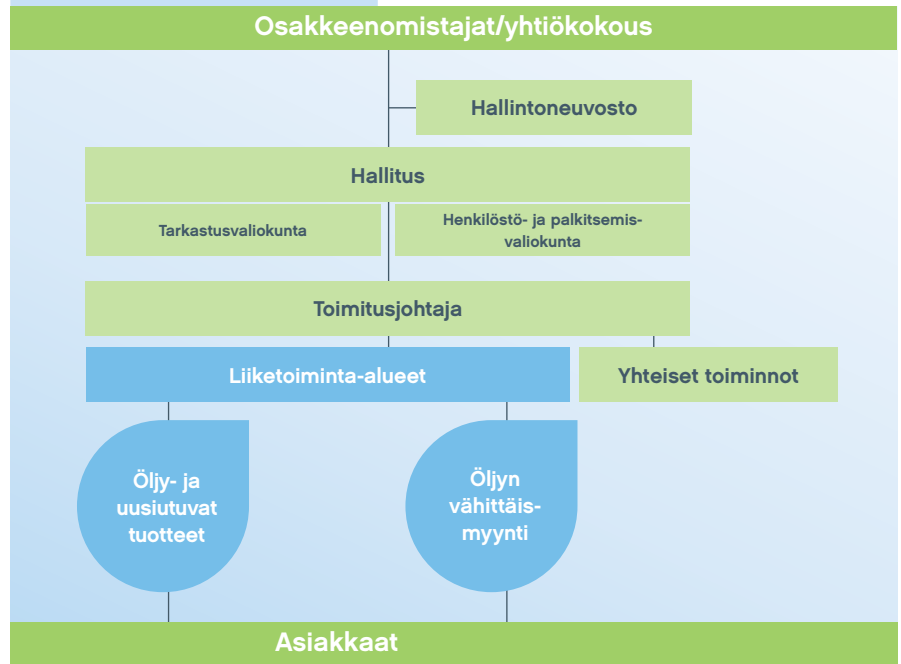 Osakkeenomistajat/yhtiökokous
Hallintoneuvosto
Hallitus
Tarkastusvaliokunta
Henkilöstö- ja palkitsemis-
valiokunta
Toimitusjohtaja
Liiketoiminta-alueet
Yhteiset toiminnot
Öljy- ja
uusiutuvat
tuotteet
Öljyn
vähittäis-
myynti
Asiakkaat